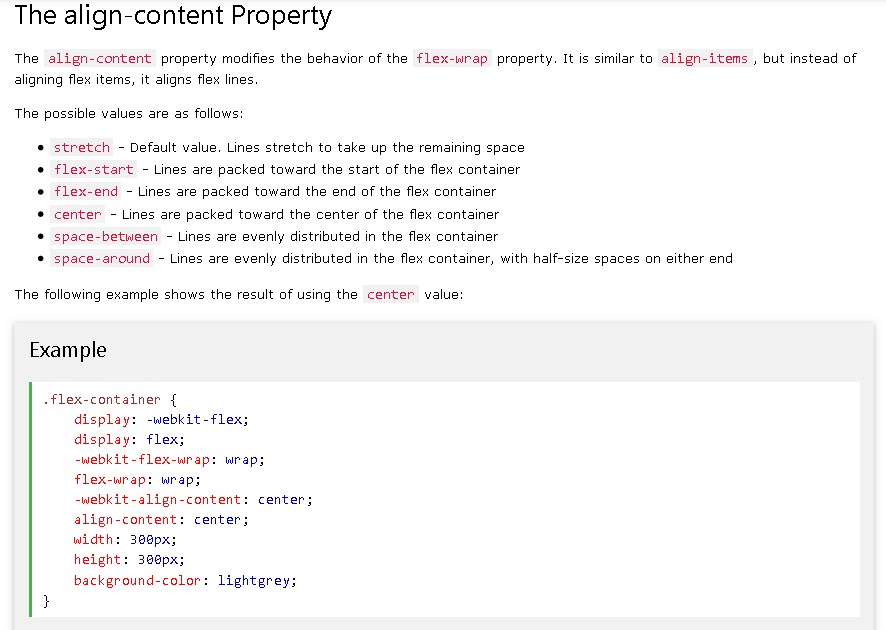 The align-content Property
The align-content property modifies the behavior of the flex-wrap property. It is similar to align-items , but instead of
aligning flex items, it aligns flex lines.
The possible values are as follows:
• stretch - Default value. Lines stretch to take up the remaining space
• flex-start - Lines are packed toward the start of the flex container
• flex-end - Lines are packed toward the end of the flex container
• center - Lines are packed toward the center of the flex container
• space-between - Lines are evenly distributed in the flex container
• space-around - Lines are evenly distributed in the flex container, with half-size spaces on either end
The following example shows the result of using the center value:
Example
.flex-container {
    display: -webkit-flex;
    display: flex;
    -webkit-flex-wrap: wrap;
    flex-wrap: wrap;
    -webkit-align-content: center;
    align-content: center;
    width: 300px;
    height: 300px;
    background-color: lightgrey;
}